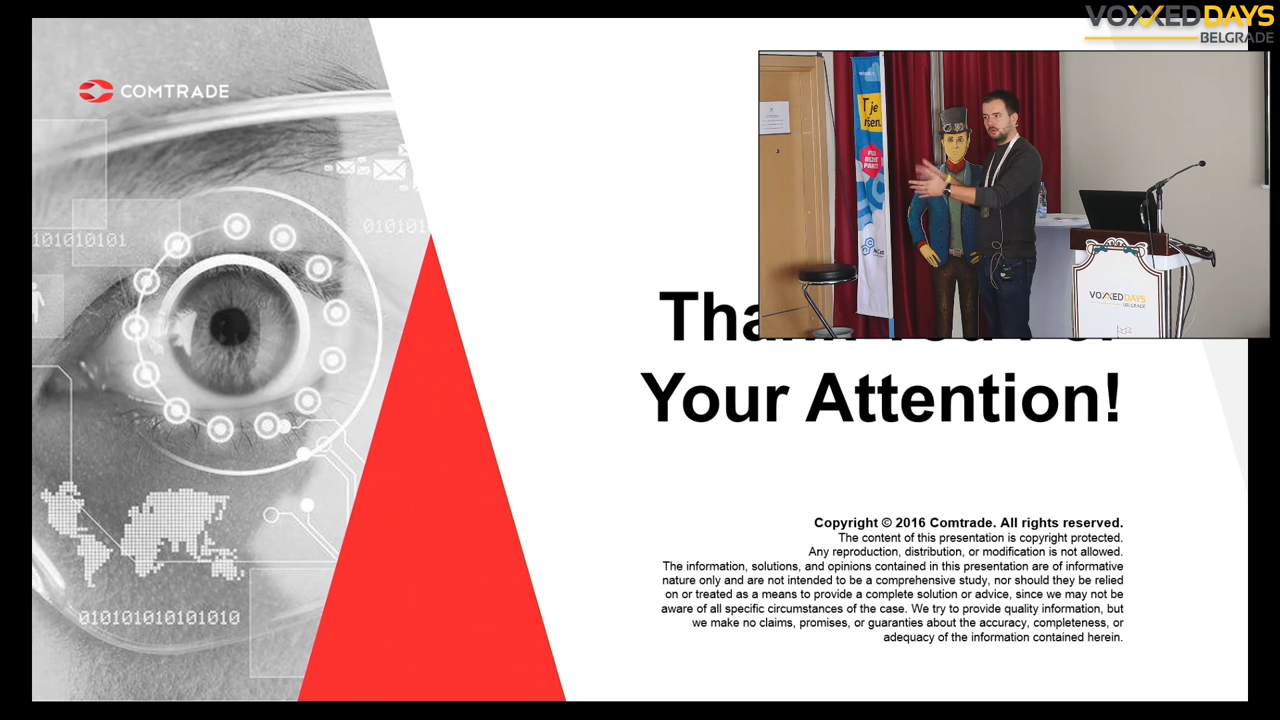 VOXXED DAYS
BELGRADE
COMTRADE
T je
101010101
010101
VOXXED DAYS
BELGRADE
Your Attention!
Copyright © 2016 Comtrade. All rights reserved.
The content of this presentation is copyright protected.
Any reproduction, distribution, or modification is not allowed.
The information, solutions, and opinions contained in this presentation are of informative
nature only and are not intended to be a comprehensive study, nor should they be relied
on or treated as a means to provide a complete solution or advice, since we may not be
aware of all specific circumstances of the case. We try to provide quality information, but
we make no claims, promises, or guaranties about the accuracy, completeness, or
adequacy of the information contained herein.
0101010101010